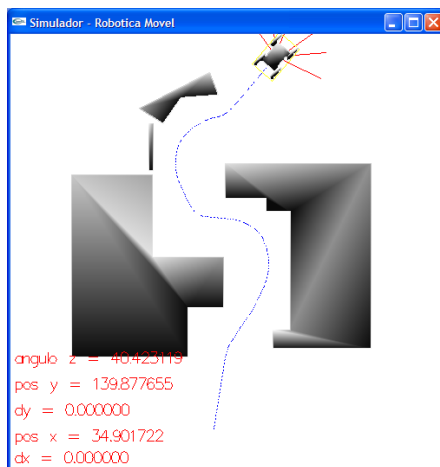 Simulador - Robotica Movel
angulo z = 40.423119
pos y = 139.877655
dy = 0.000000
pos x = 34.901722
dx = 0.000000